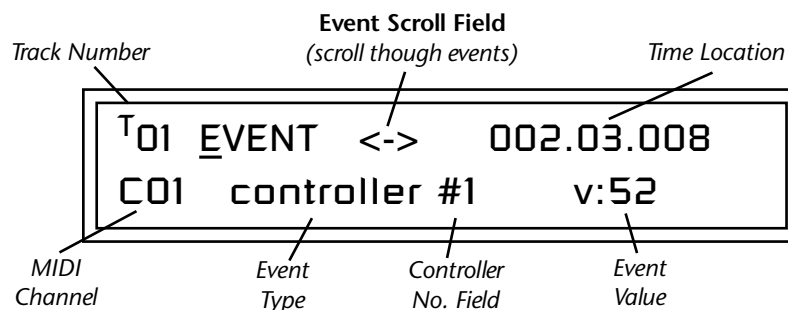 Event Scroll Field
Track Number (scroll though events) Time Location
T01 EVENT <-> 002.03.008
C01 controller #1 v:52
MIDI Event Controller Event
Channel Type No. Field Value